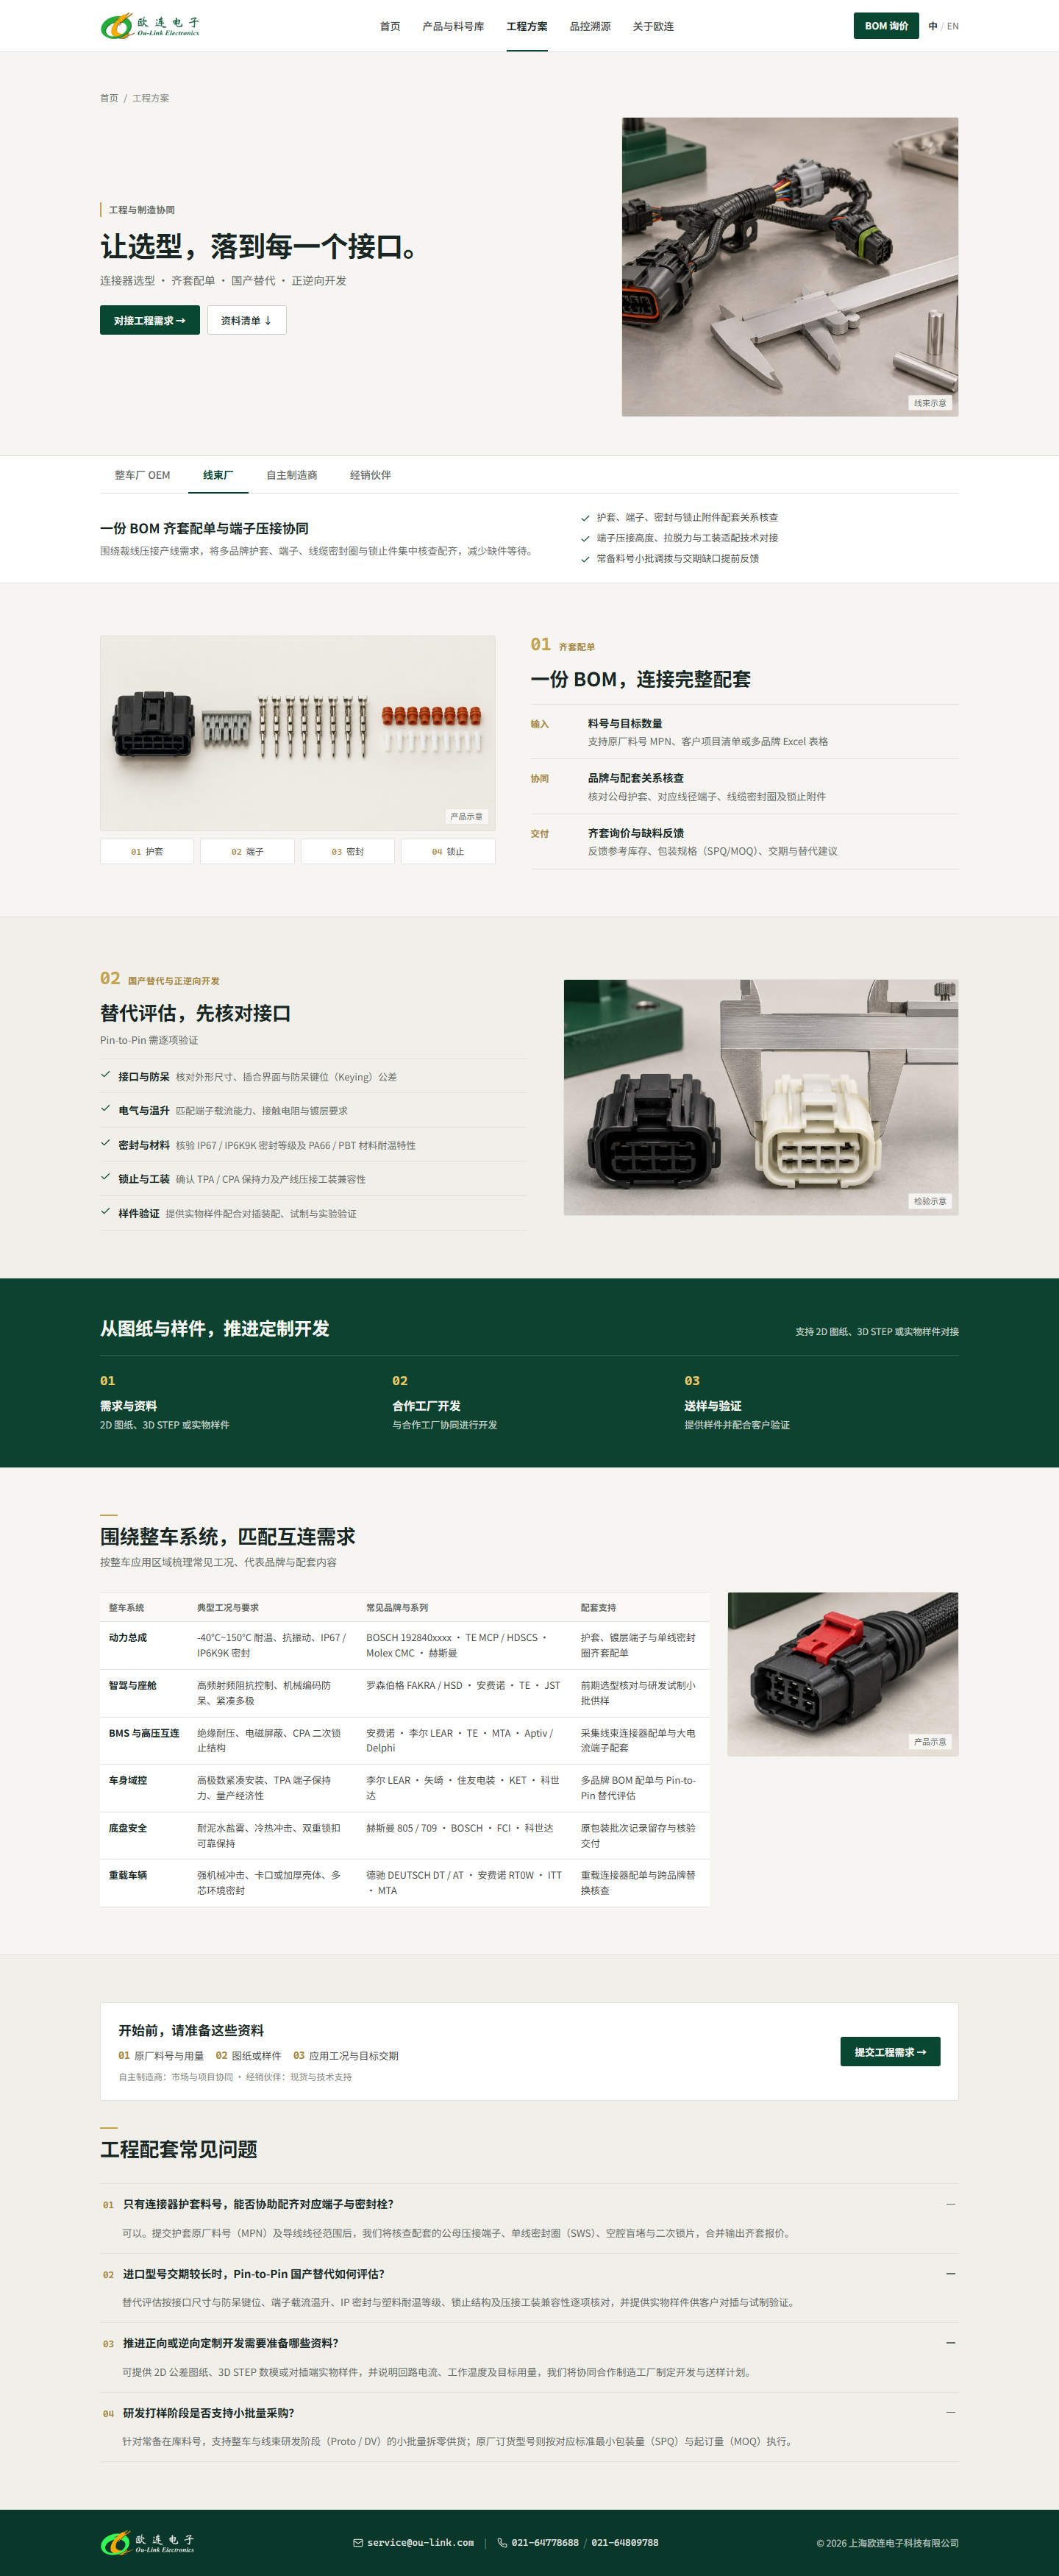 欧连电子
Ou-Link Electronics
首页 产品与料号库 工程方案 品控溯源 关于欧连
BOM 询价 中 / EN
首页 / 工程方案
工程与制造协同
让选型，落到每一个接口。
连接器选型 · 齐套配单 · 国产替代 · 正逆向开发
对接工程需求 → 资料清单 ↓
线束示意
整车厂 OEM 线束厂 自主制造商 经销伙伴
一份 BOM 齐套配单与端子压接协同
围绕裁线压接产线需求，将多品牌护套、端子、线缆密封圈与锁止件集中核查配齐，减少缺件等待。
护套、端子、密封与锁止附件配套关系核查
端子压接高度、拉脱力与工装适配技术对接
常备料号小批调拨与交期缺口提前反馈
产品示意
01 护套 02 端子 03 密封 04 锁止
01 齐套配单
一份 BOM，连接完整配套
输入 料号与目标数量
支持原厂料号 MPN、客户项目清单或多品牌 Excel 表格
协同 品牌与配套关系核查
核对公母护套、对应线径端子、线缆密封圈及锁止附件
交付 齐套询价与缺料反馈
反馈参考库存、包装规格（SPQ/MOQ）、交期与替代建议
02 国产替代与正逆向开发
替代评估，先核对接口
Pin-to-Pin 需逐项验证
接口与防呆 核对外形尺寸、插合界面与防呆键位（Keying）公差
电气与温升 匹配端子载流能力、接触电阻与镀层要求
密封与材料 核验 IP67 / IP6K9K 密封等级及 PA66 / PBT 材料耐温特性
锁止与工装 确认 TPA / CPA 保持力及产线压接工装兼容性
样件验证 提供实物样件配合对插装配、试制与实验验证
检验示意
从图纸与样件，推进定制开发
支持 2D 图纸、3D STEP 或实物样件对接
01
需求与资料
2D 图纸、3D STEP 或实物样件
02
合作工厂开发
与合作工厂协同进行开发
03
送样与验证
提供样件并配合客户验证
围绕整车系统，匹配互连需求
按整车应用区域梳理常见工况、代表品牌与配套内容
整车系统 典型工况与要求 常见品牌与系列 配套支持
动力总成 -40°C~150°C 耐温、抗振动、IP67 / IP6K9K 密封 BOSCH 192840xxxx · TE MCP / HDSCS · Molex CMC · 赫斯曼 护套、镀层端子与单线密封圈齐套配单
智驾与座舱 高频射频阻抗控制、机械编码防呆、紧凑多极 罗森伯格 FAKRA / HSD · 安费诺 · TE · JST 前期选型核对与研发试制小批供样
BMS 与高压互连 绝缘耐压、电磁屏蔽、CPA 二次锁止结构 安费诺 · 李尔 LEAR · TE · MTA · Aptiv / Delphi 采集线束连接器配单与大电流端子配套
车身域控 高极数紧凑安装、TPA 端子保持力、量产经济性 李尔 LEAR · 矢崎 · 住友电装 · KET · 科世达 多品牌 BOM 配单与 Pin-to-Pin 替代评估
底盘安全 耐泥水盐雾、冷热冲击、双重锁扣可靠保持 赫斯曼 805 / 709 · BOSCH · FCI · 科世达 原包装批次记录留存与核验交付
重载车辆 强机械冲击、卡口或加厚壳体、多芯环境密封 德驰 DEUTSCH DT / AT · 安费诺 RT0W · ITT · MTA 重载连接器配单与跨品牌替换核查
产品示意
开始前，请准备这些资料
01 原厂料号与用量 02 图纸或样件 03 应用工况与目标交期
自主制造商：市场与项目协同 · 经销伙伴：现货与技术支持
提交工程需求 →
工程配套常见问题
01 只有连接器护套料号，能否协助配齐对应端子与密封栓？
可以。提交护套原厂料号（MPN）及导线线径范围后，我们将核查配套的公母压接端子、单线密封圈（SWS）、空腔盲堵与二次锁片，合并输出齐套报价。
02 进口型号交期较长时，Pin-to-Pin 国产替代如何评估？
替代评估按接口尺寸与防呆键位、端子载流温升、IP 密封与塑料耐温等级、锁止结构及压接工装兼容性逐项核对，并提供实物样件供客户对插与试制验证。
03 推进正向或逆向定制开发需要准备哪些资料？
可提供 2D 公差图纸、3D STEP 数模或对插端实物样件，并说明回路电流、工作温度及目标用量，我们将协同合作制造工厂制定开发与送样计划。
04 研发打样阶段是否支持小批量采购？
针对常备在库料号，支持整车与线束研发阶段（Proto / DV）的小批量拆零供货；原厂订货型号则按对应标准最小包装量（SPQ）与起订量（MOQ）执行。
欧连电子
Ou-Link Electronics
service@ou-link.com | 021-64778688 / 021-64809788
© 2026 上海欧连电子科技有限公司